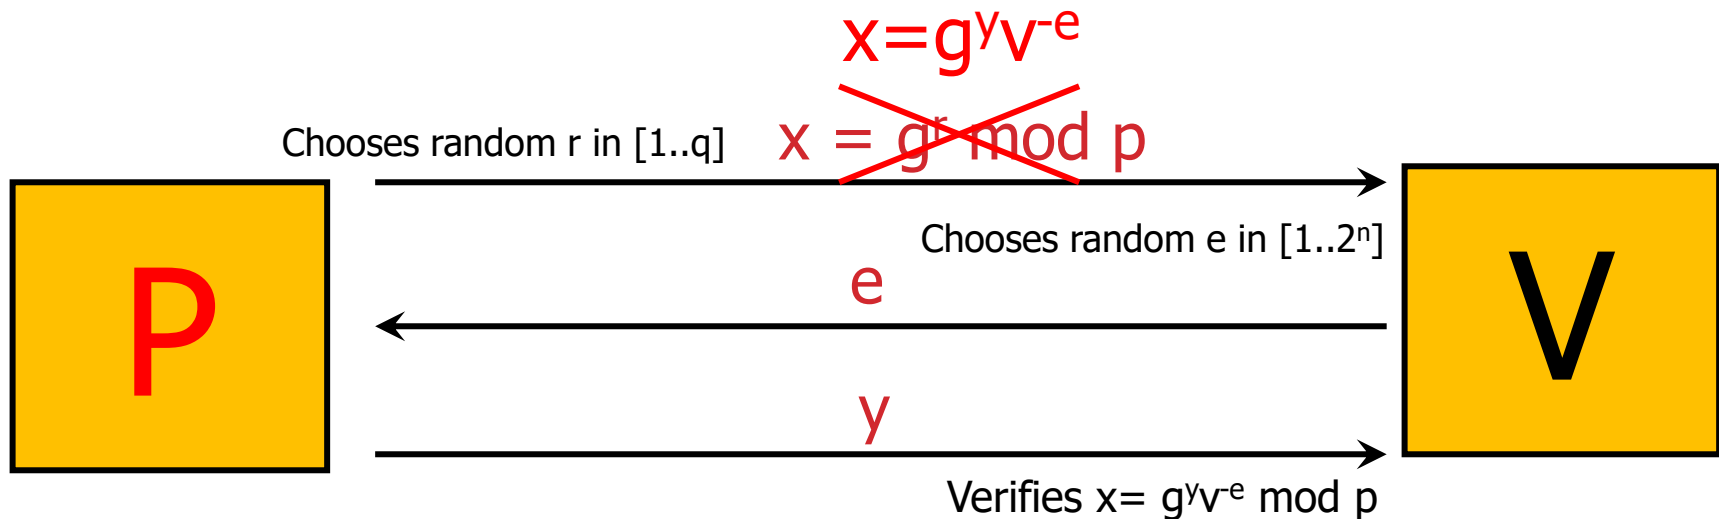 x=gʸv⁻ᵉ
Chooses random r in [1..q] x = gʳ mod p
P
V
Chooses random e in [1..2ⁿ]
e
y
Verifies x= gʸv⁻ᵉ mod p